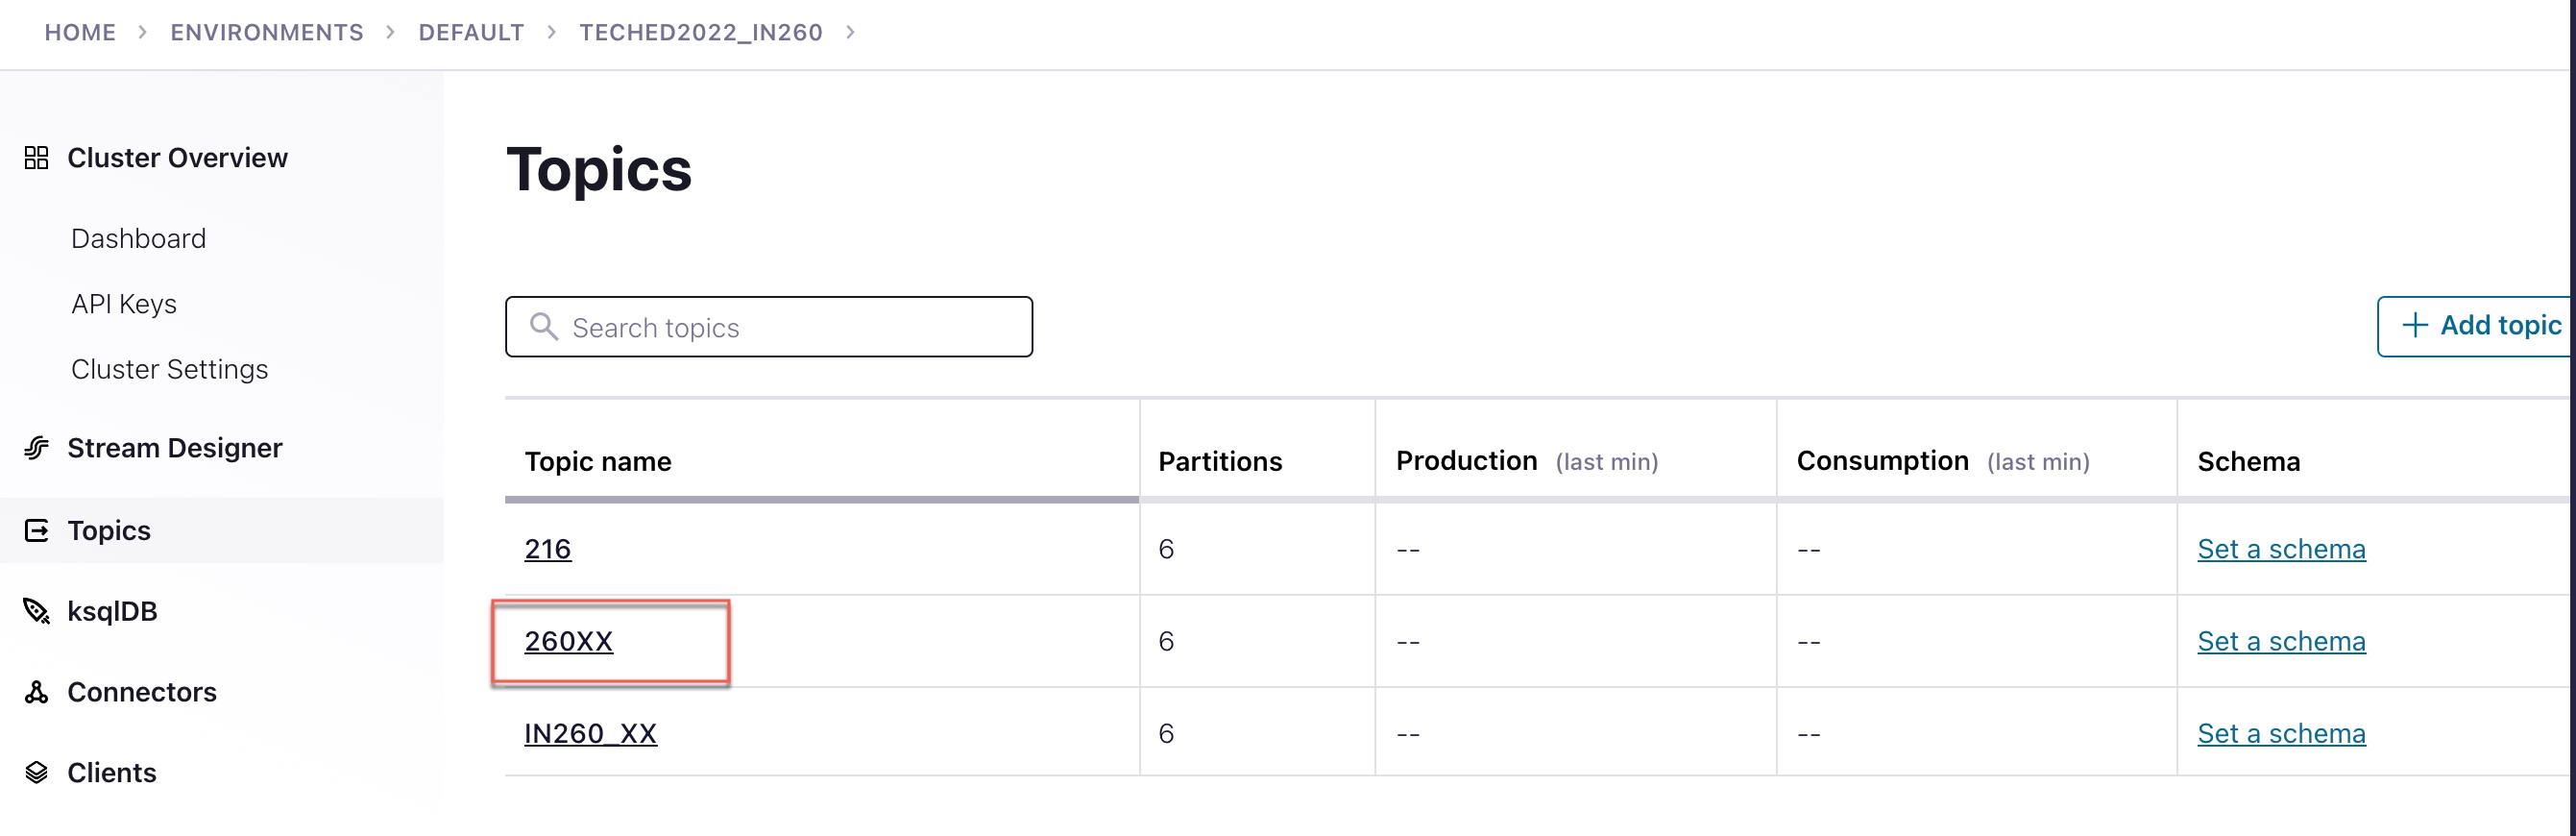 HOME > ENVIRONMENTS > DEFAULT > TECHED2022_IN260 >
Cluster Overview
Dashboard
API Keys
Cluster Settings
Stream Designer
Topics
ksqlDB
Connectors
Clients
Topics
Search topics
+ Add topic
Topic name Partitions Production (last min) Consumption (last min) Schema
216 6 -- -- Set a schema
260XX 6 -- -- Set a schema
IN260_XX 6 -- -- Set a schema